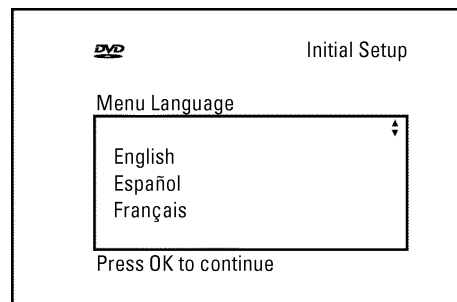 DVD
Initial Setup
Menu Language
English
Español
Français
Press OK to continue